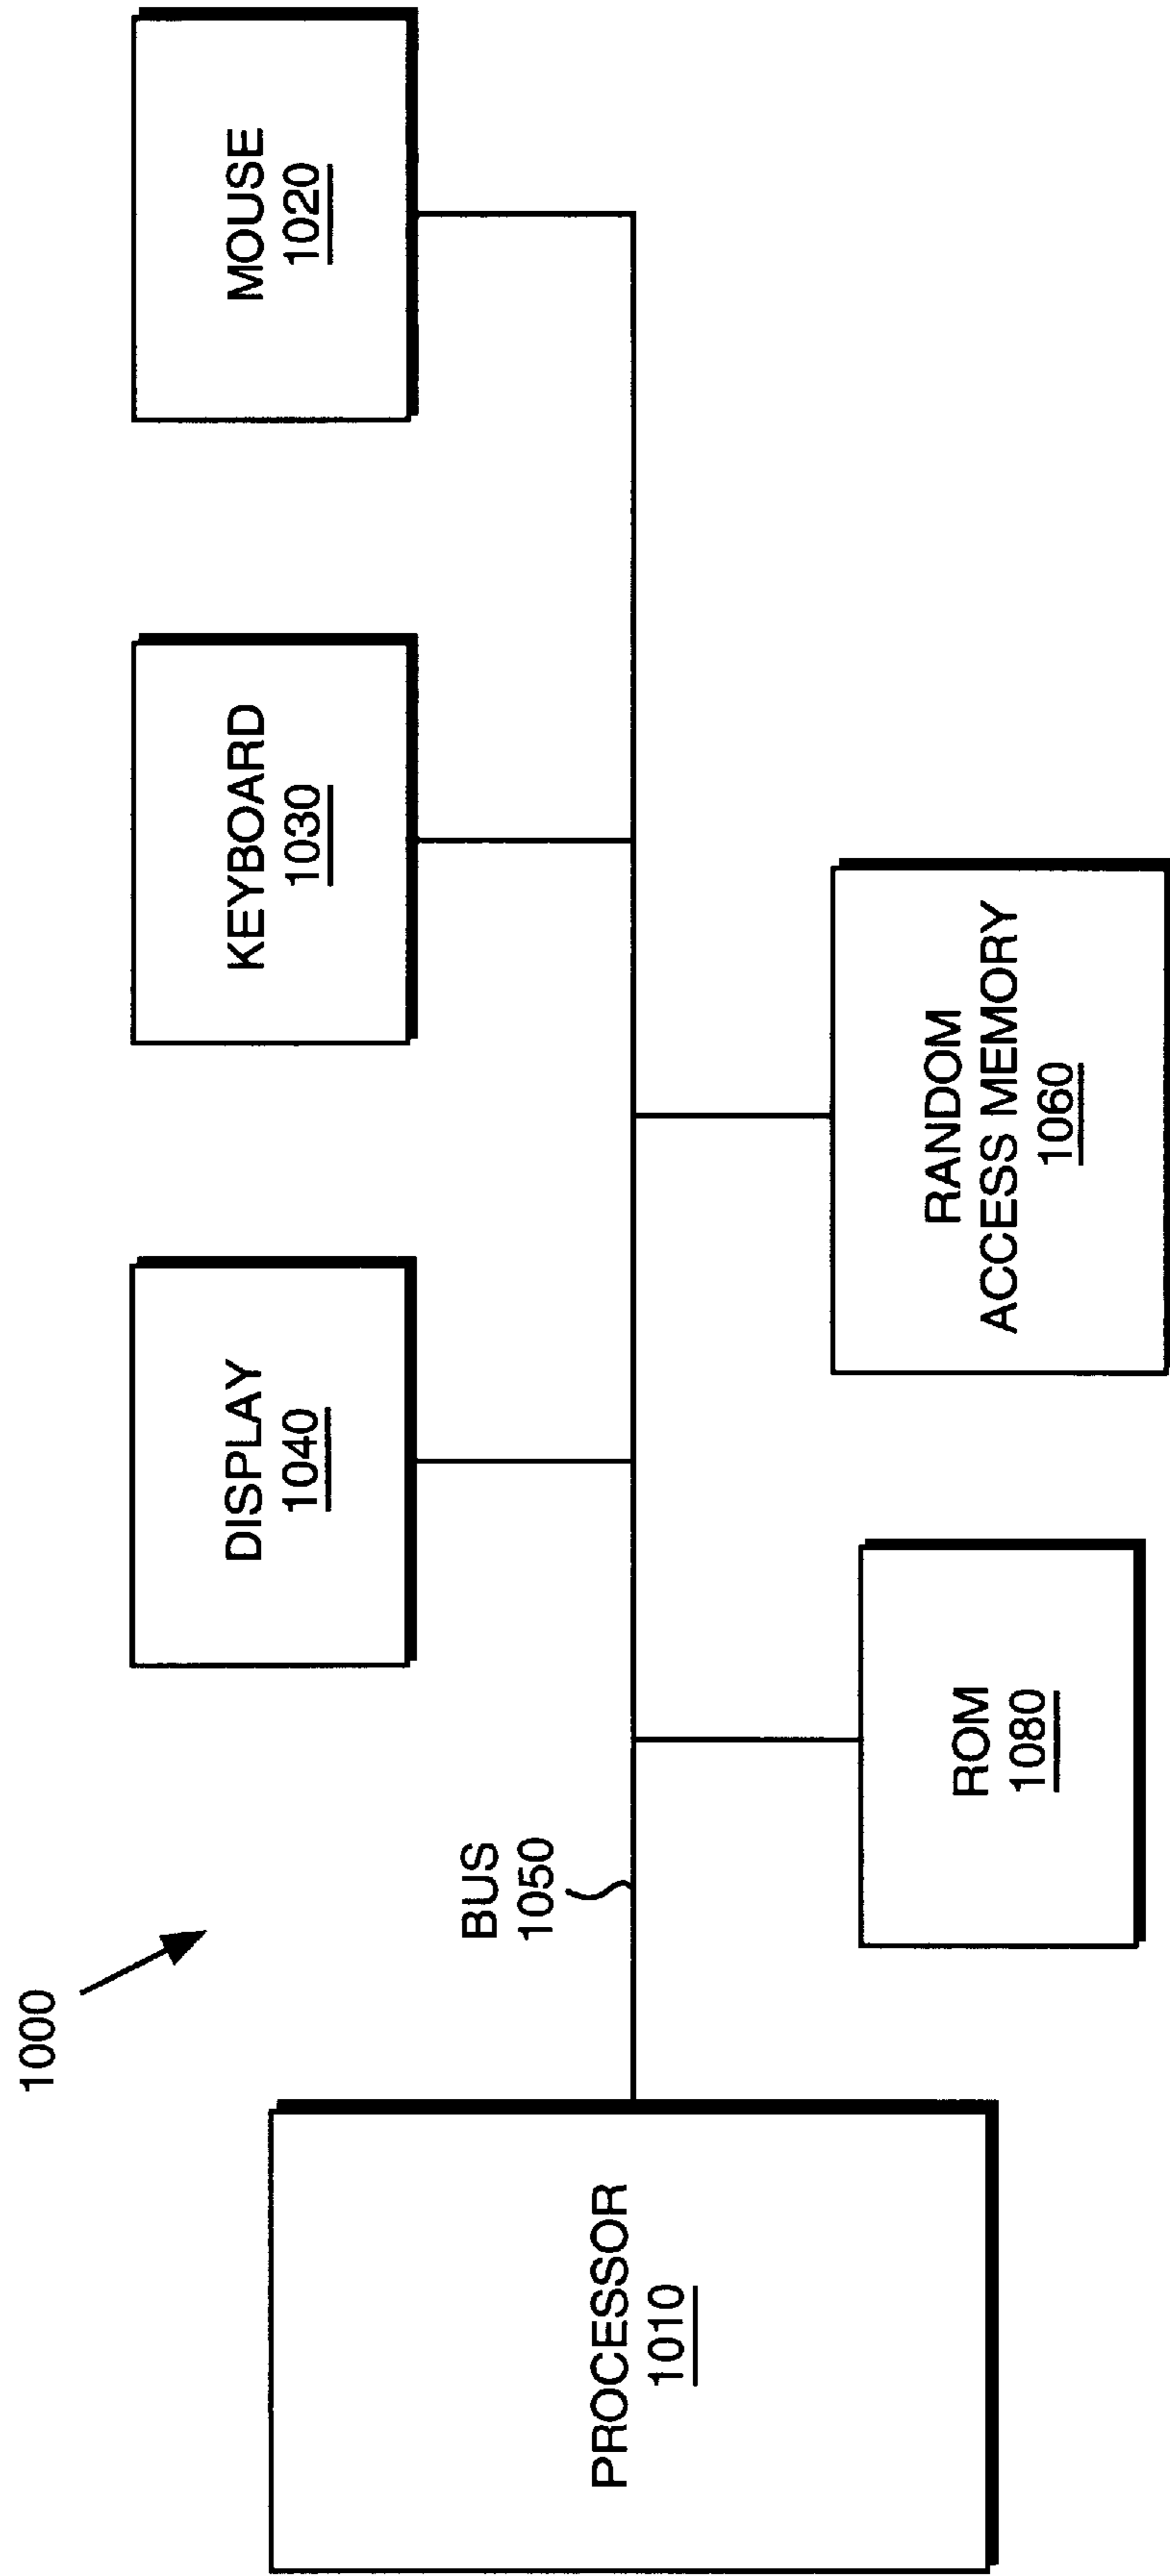 1000
DISPLAY
1040
KEYBOARD
1030
MOUSE
1020
BUS
1050
PROCESSOR
1010
ROM
1080
RANDOM
ACCESS MEMORY
1060